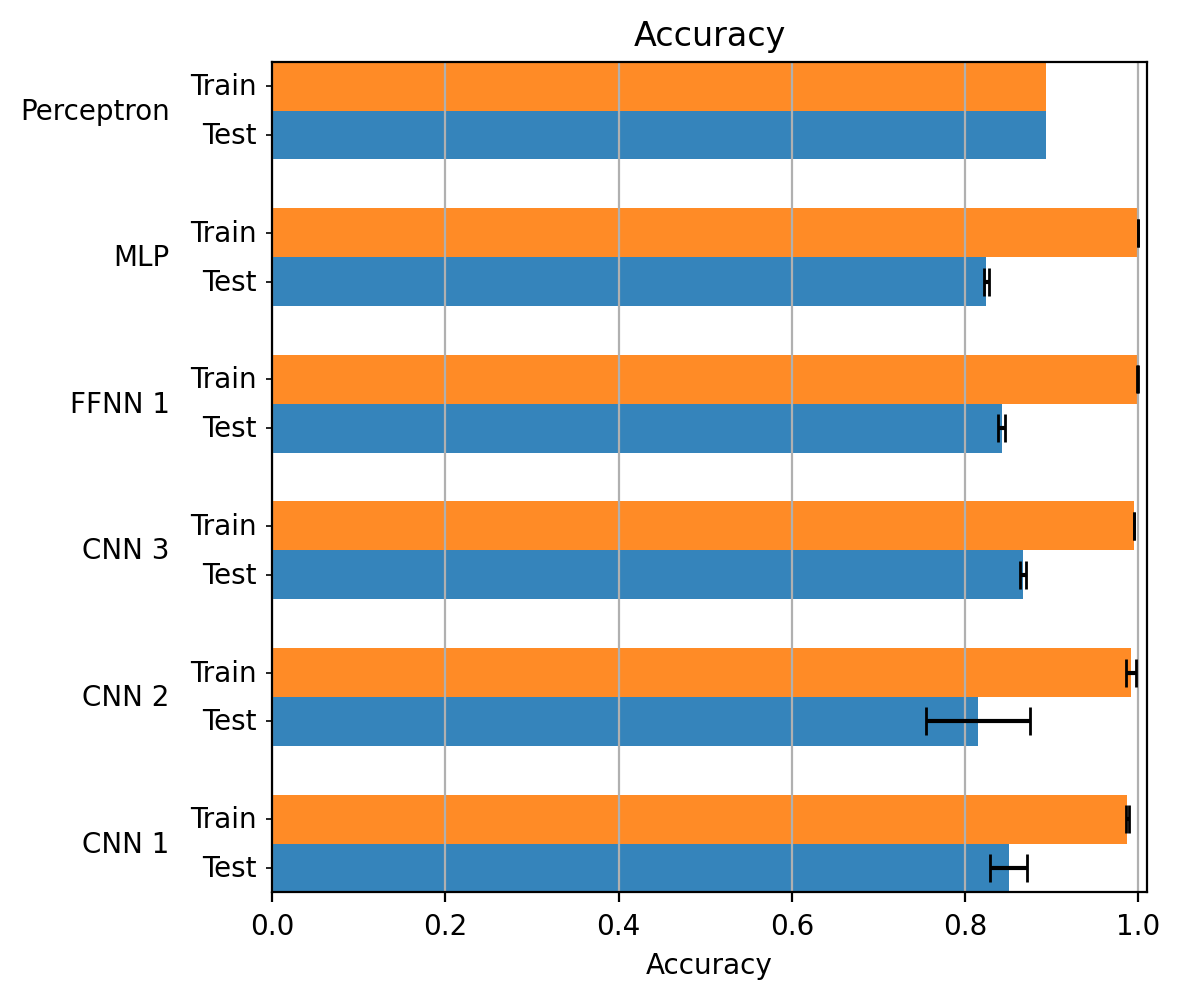 Accuracy
Train
Perceptron
Test
Train
MLP
Test
Train
FFNN 1
Test
Train
CNN 3
Test
Train
CNN 2
Test
Train
CNN 1
Test
0.0 0.2 0.4 0.6 0.8 1.0
Accuracy